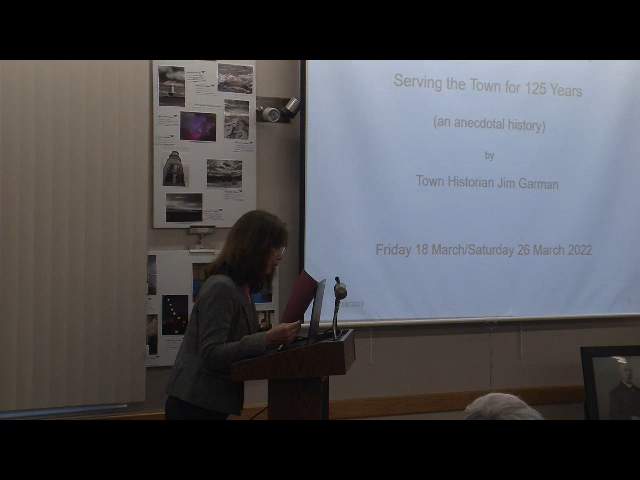 Serving the Town for 125 Years
(an anecdotal history)
by
Town Historian Jim Garman
Friday 18 March/Saturday 26 March 2022